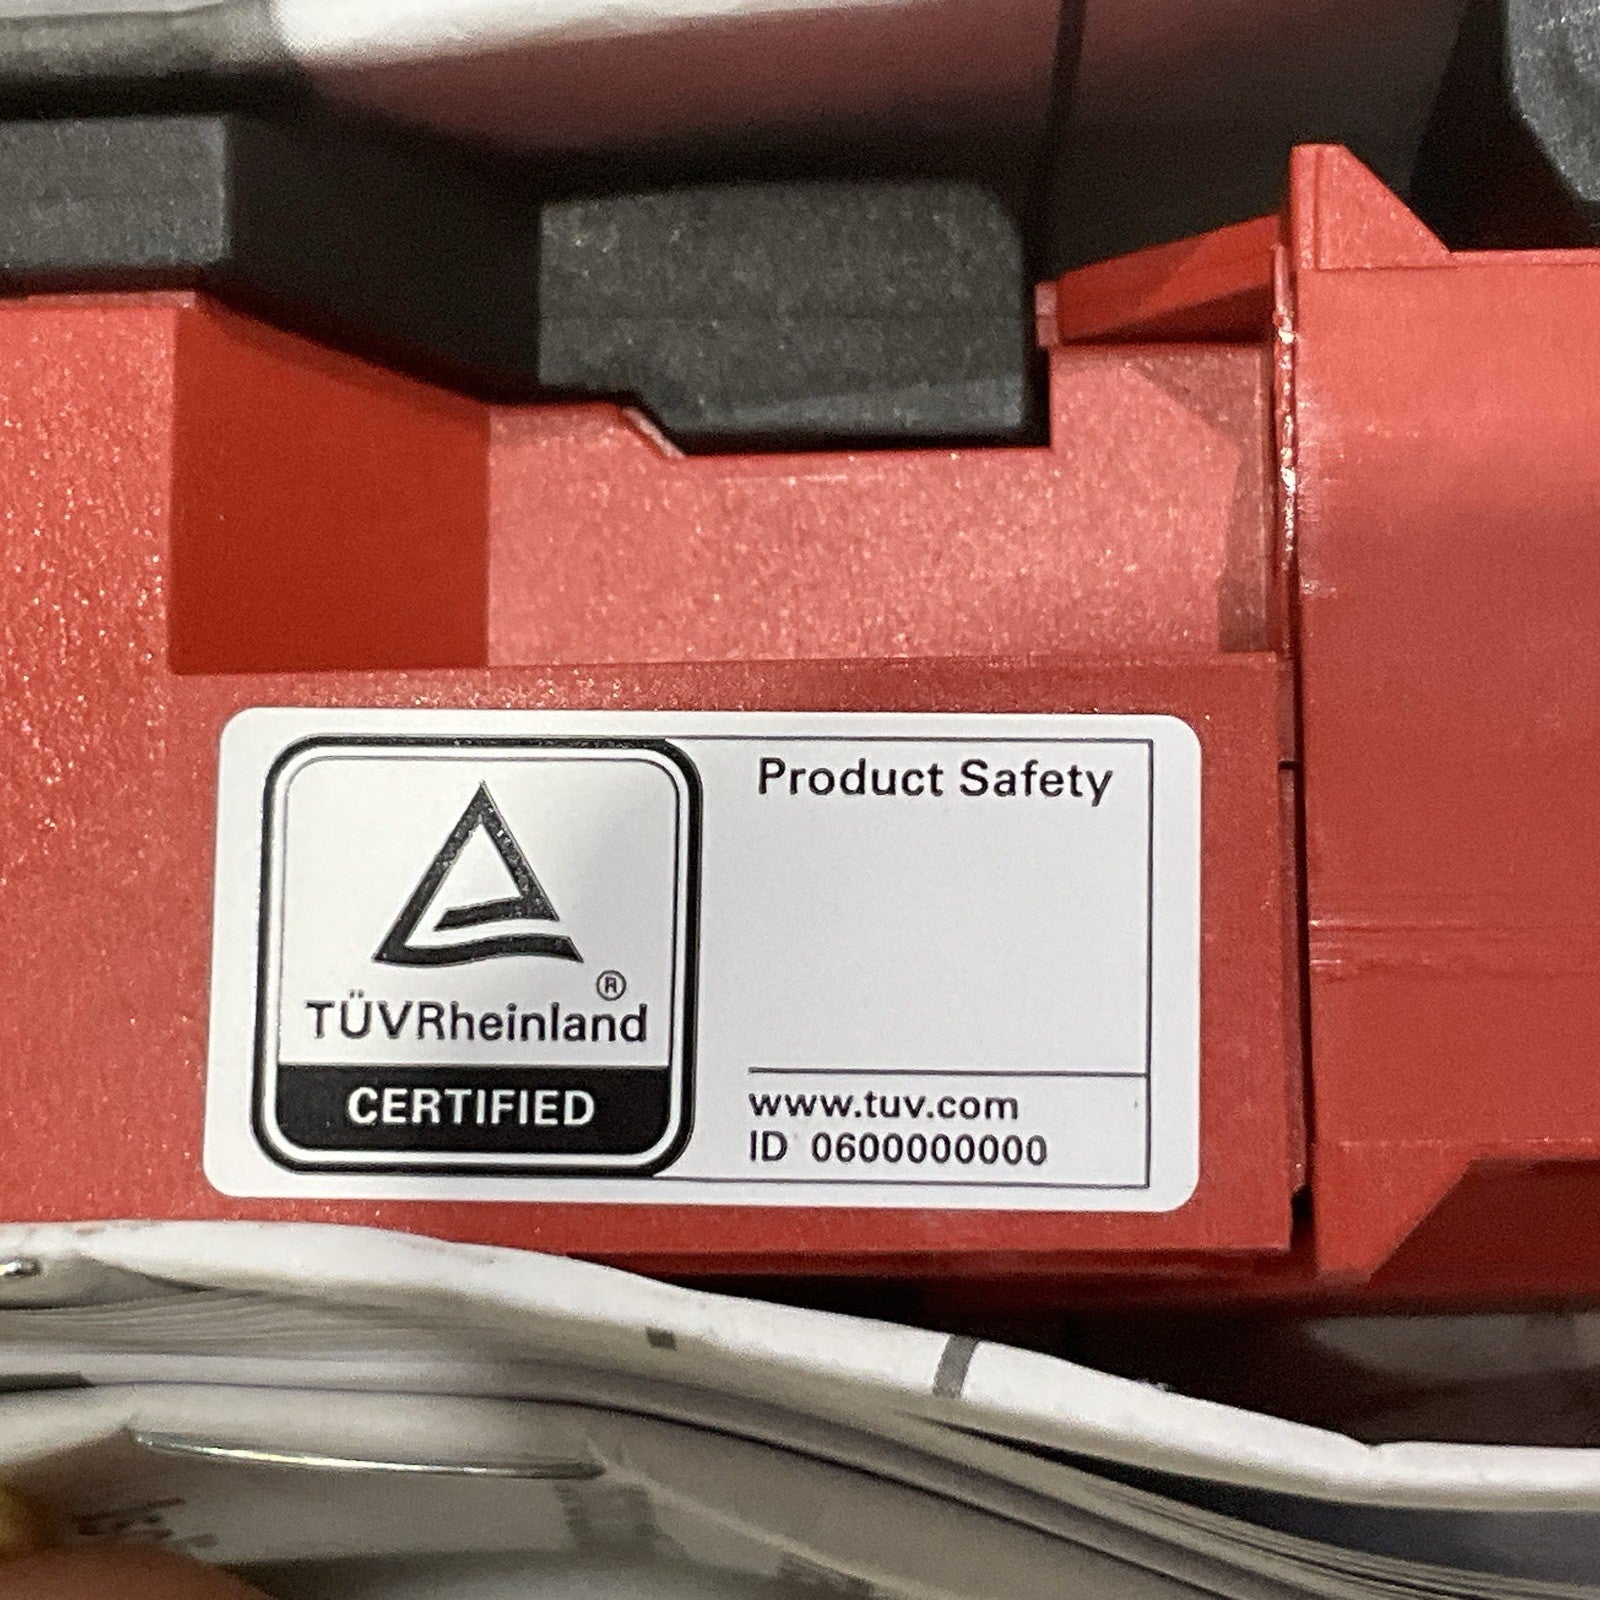 Product Safety
®
TÜVRheinland
CERTIFIED
www.tuv.com
ID 0600000000